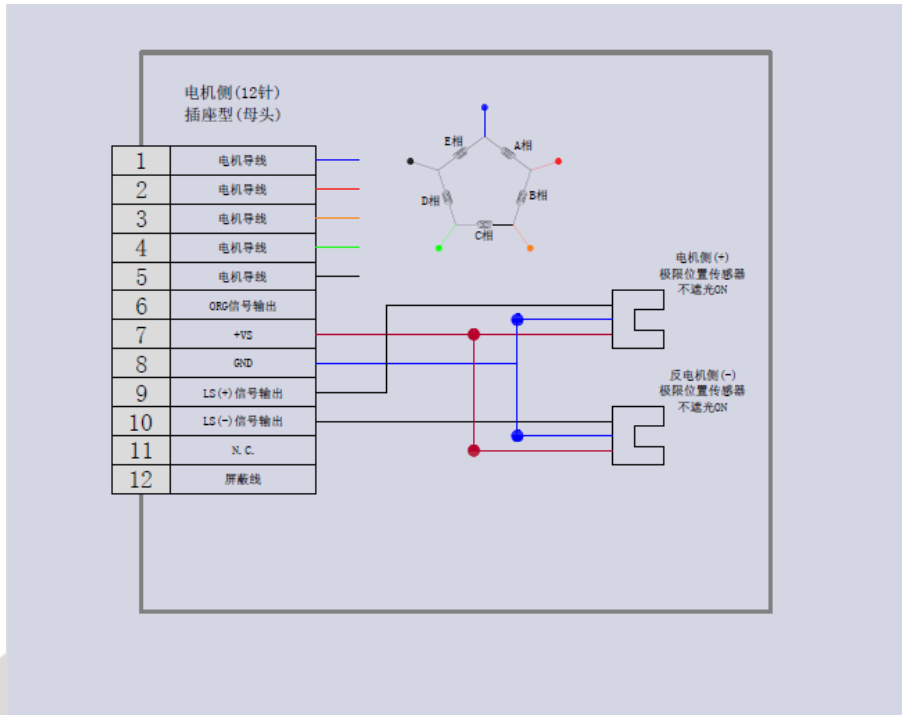 电机侧(12针)
插座型(母头)
1 电机导线
2 电机导线
3 电机导线
4 电机导线
5 电机导线
6 ORG信号输出
7 +VS
8 GND
9 LS(+)信号输出
10 LS(-)信号输出
11 N.C.
12 屏蔽线
E相
A相
D相
B相
C相
电机侧(+)
极限位置传感器
不遮光ON
反电机侧(-)
极限位置传感器
不遮光ON